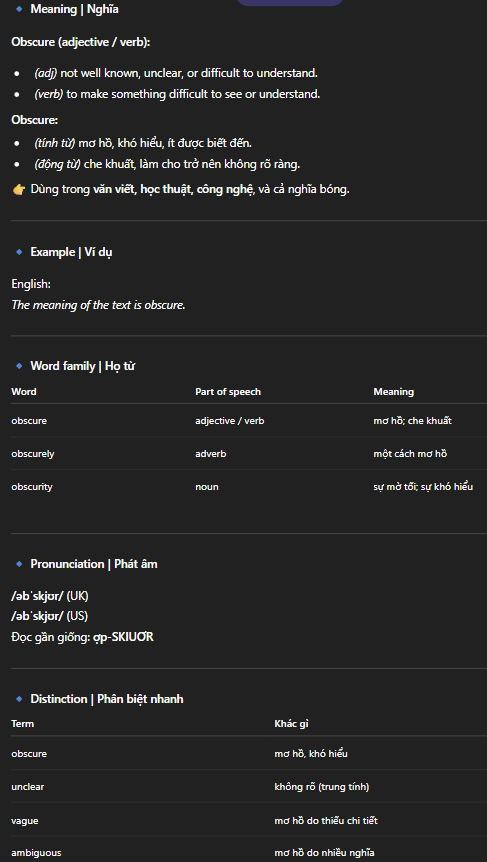 Meaning | Nghĩa
Obscure (adjective / verb):
• (adj) not well known, unclear, or difficult to understand.
• (verb) to make something difficult to see or understand.
Obscure:
• (tính từ) mơ hồ, khó hiểu, ít được biết đến.
• (động từ) che khuất, làm cho trở nên không rõ ràng.
👉 Dùng trong văn viết, học thuật, công nghệ, và cả nghĩa bóng.
Example | Ví dụ
English:
The meaning of the text is obscure.
Word family | Họ từ
Word Part of speech Meaning
obscure adjective / verb mơ hồ; che khuất
obscurely adverb một cách mơ hồ
obscurity noun sự mờ tối; sự khó hiểu
Pronunciation | Phát âm
/əbˈskjʊr/ (UK)
/əbˈskjʊr/ (US)
Đọc gần giống: ợp-SKIUƠR
Distinction | Phân biệt nhanh
Term Khác gì
obscure mơ hồ, khó hiểu
unclear không rõ (trung tính)
vague mơ hồ do thiếu chi tiết
ambiguous mơ hồ do nhiều nghĩa